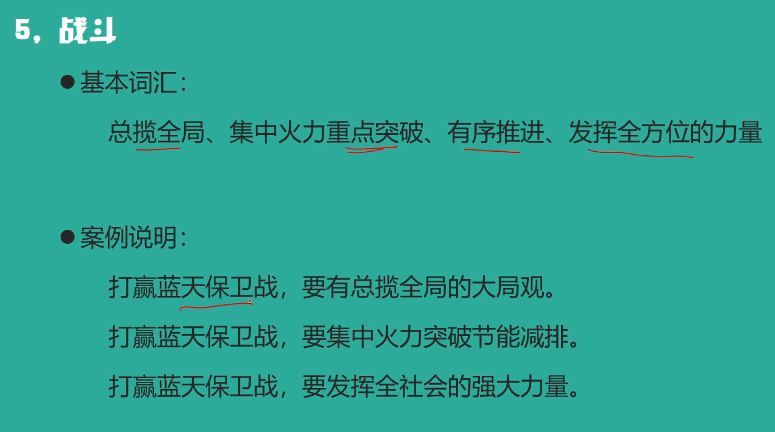 5，战斗
●基本词汇：
总揽全局、集中火力重点突破、有序推进、发挥全方位的力量
●案例说明：
打赢蓝天保卫战，要有总揽全局的大局观。
打赢蓝天保卫战，要集中火力突破节能减排。
打赢蓝天保卫战，要发挥全社会的强大力量。